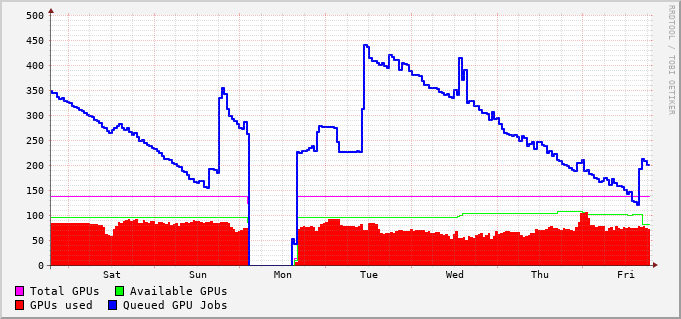 500
450
400
350
300
250
200
150
100
50
0
Sat Sun Mon Tue Wed Thu Fri
Total GPUs Available GPUs
GPUs used Queued GPU Jobs
RRDTOOL / TOBI OETIKER